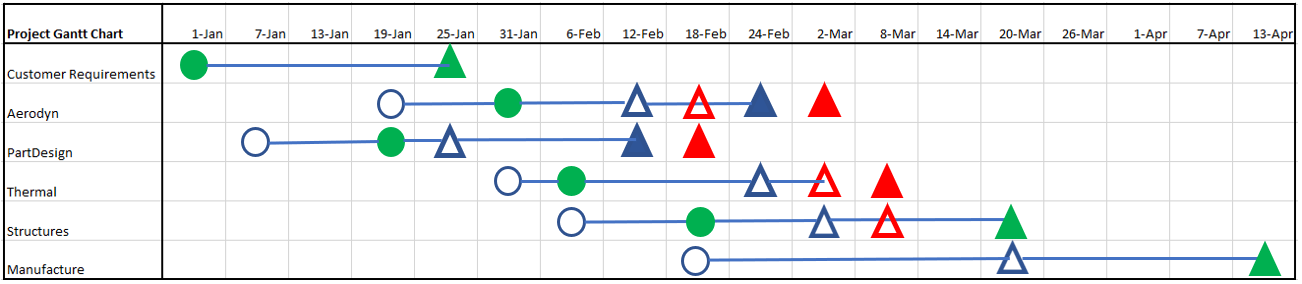 Project Gantt Chart 1-Jan 7-Jan 13-Jan 19-Jan 25-Jan 31-Jan 6-Feb 12-Feb 18-Feb 24-Feb 2-Mar 8-Mar 14-Mar 20-Mar 26-Mar 1-Apr 7-Apr 13-Apr
Customer Requirements
Aerodyn
PartDesign
Thermal
Structures
Manufacture